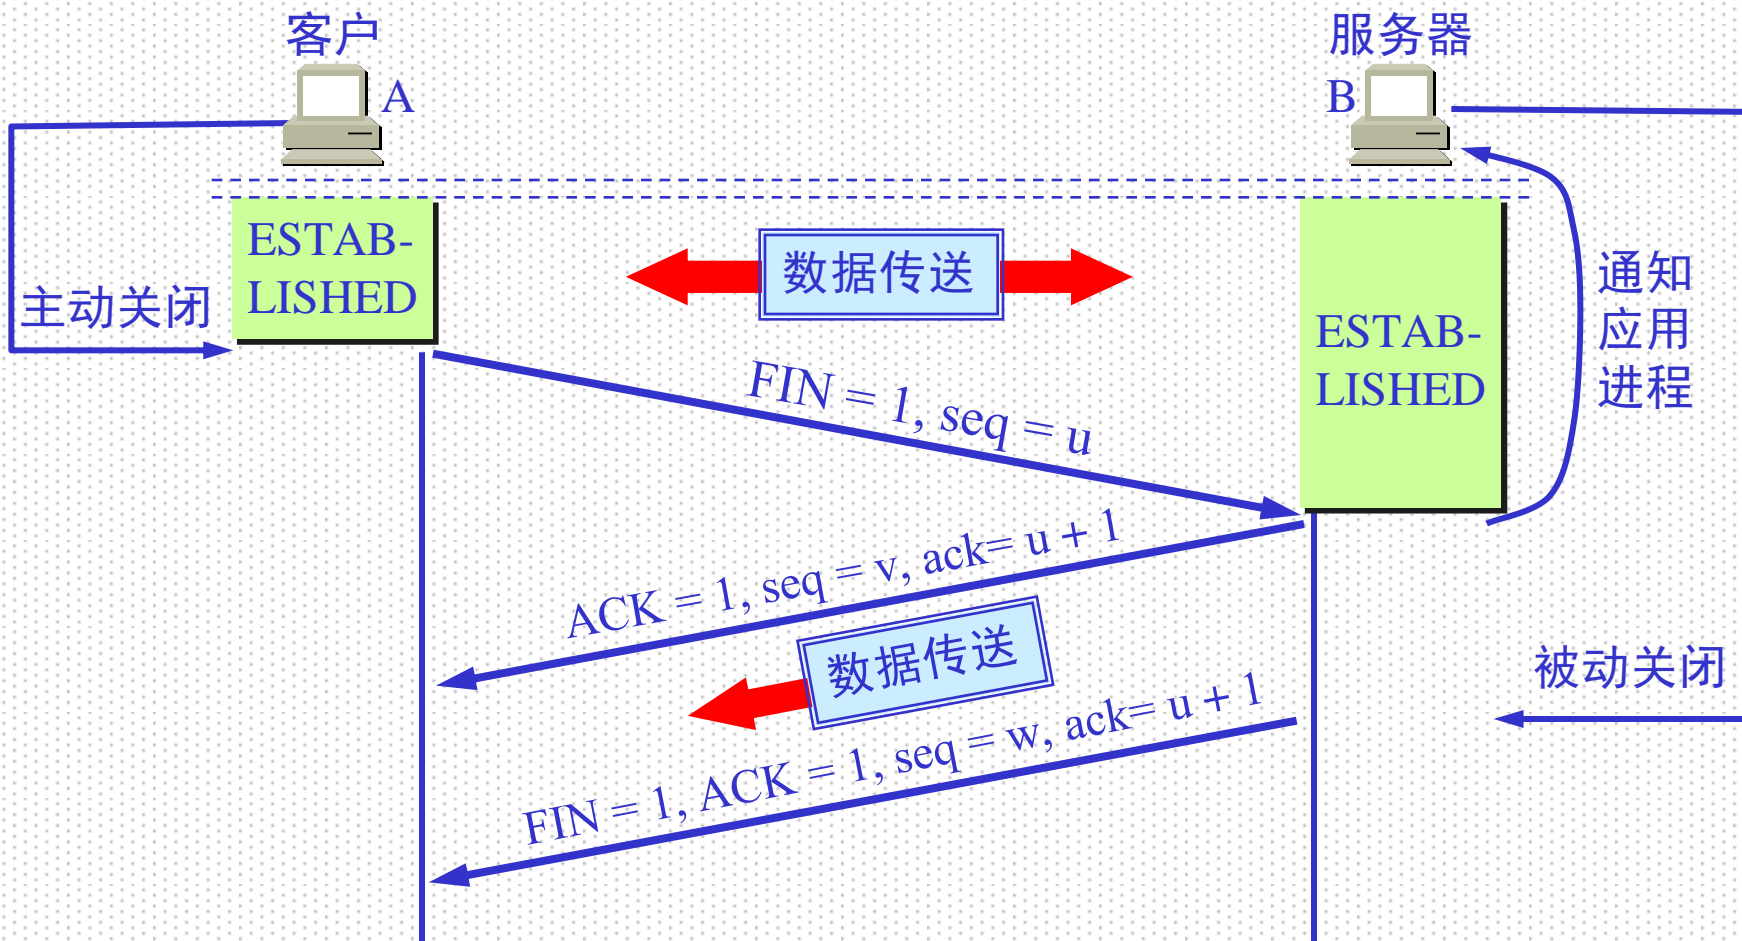 客户
服务器
A
B
ESTAB-
LISHED
数据传送
主动关闭
ESTAB-
LISHED
通知
应用
进程
FIN = 1, seq = u
ACK = 1, seq = v, ack= u + 1
数据传送
被动关闭
FIN = 1, ACK = 1, seq = w, ack= u + 1